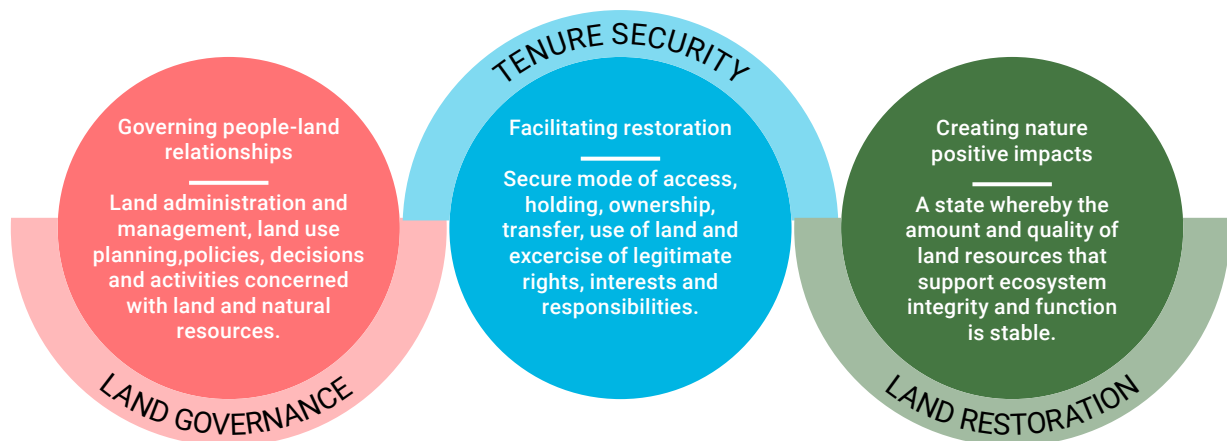 TENURE SECURITY
Governing people-land
relationships
Land administration and
management, land use
planning,policies, decisions
and activities concerned
with land and natural
resources.
LAND GOVERNANCE
Facilitating restoration
Secure mode of access,
holding, ownership,
transfer, use of land and
excercise of legitimate
rights, interests and
responsibilities.
Creating nature
positive impacts
A state whereby the
amount and quality of
land resources that
support ecosystem
integrity and function
is stable.
LAND RESTORATION